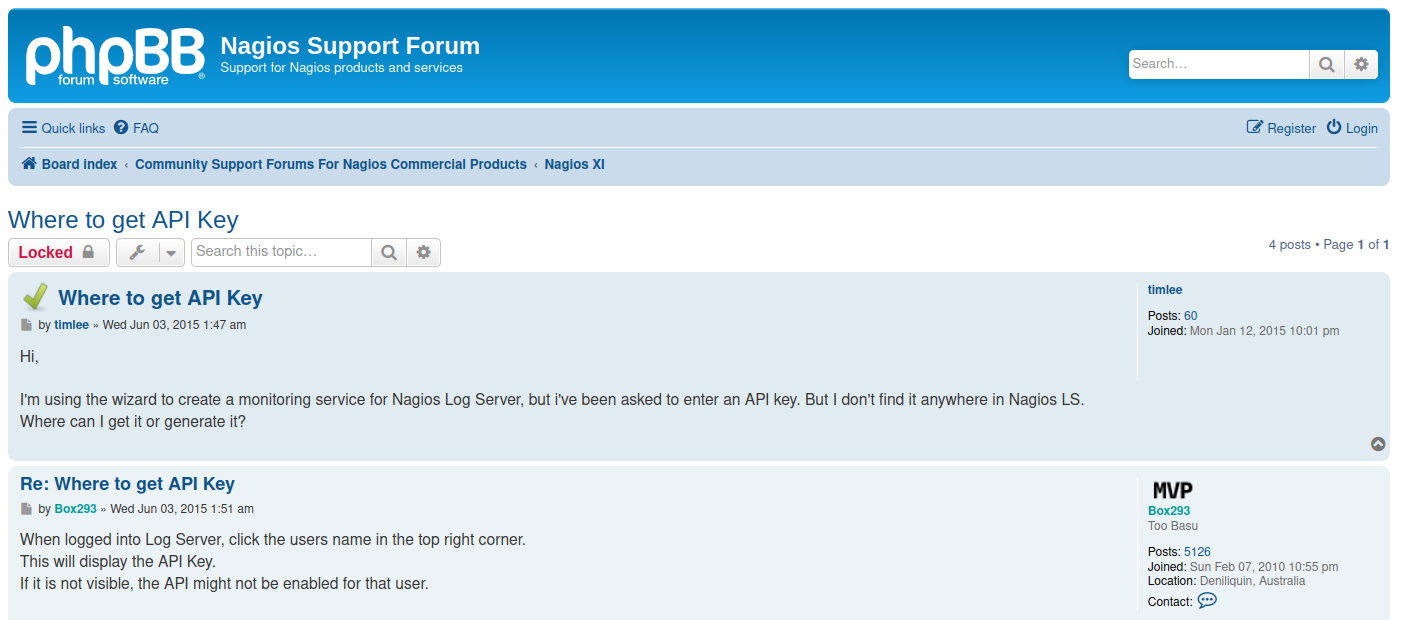 phpBB
forum software ®
Nagios Support Forum
Support for Nagios products and services
Search…
Quick links FAQ
Register Login
Board index ‹ Community Support Forums For Nagios Commercial Products ‹ Nagios XI
Where to get API Key
Locked
Search this topic…
4 posts • Page 1 of 1
Where to get API Key
by timlee » Wed Jun 03, 2015 1:47 am
Hi,
I'm using the wizard to create a monitoring service for Nagios Log Server, but i've been asked to enter an API key. But I don't find it anywhere in Nagios LS.
Where can I get it or generate it?
timlee
Posts: 60
Joined: Mon Jan 12, 2015 10:01 pm
Re: Where to get API Key
by Box293 » Wed Jun 03, 2015 1:51 am
When logged into Log Server, click the users name in the top right corner.
This will display the API Key.
If it is not visible, the API might not be enabled for that user.
MVP
Box293
Too Basu
Posts: 5126
Joined: Sun Feb 07, 2010 10:55 pm
Location: Deniliquin, Australia
Contact: